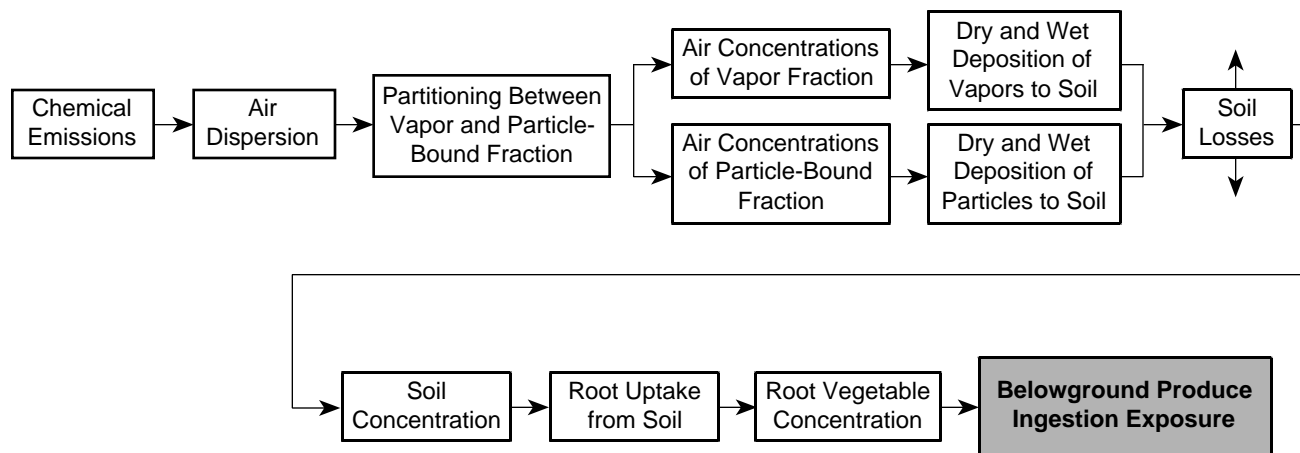 Chemical
Emissions
Air
Dispersion
Partitioning Between
Vapor and Particle-
Bound Fraction
Air Concentrations
of Vapor Fraction
Dry and Wet
Deposition of
Vapors to Soil
Air Concentrations
of Particle-Bound
Fraction
Dry and Wet
Deposition of
Particles to Soil
Soil
Losses
Soil
Concentration
Root Uptake
from Soil
Root Vegetable
Concentration
Belowground Produce
Ingestion Exposure